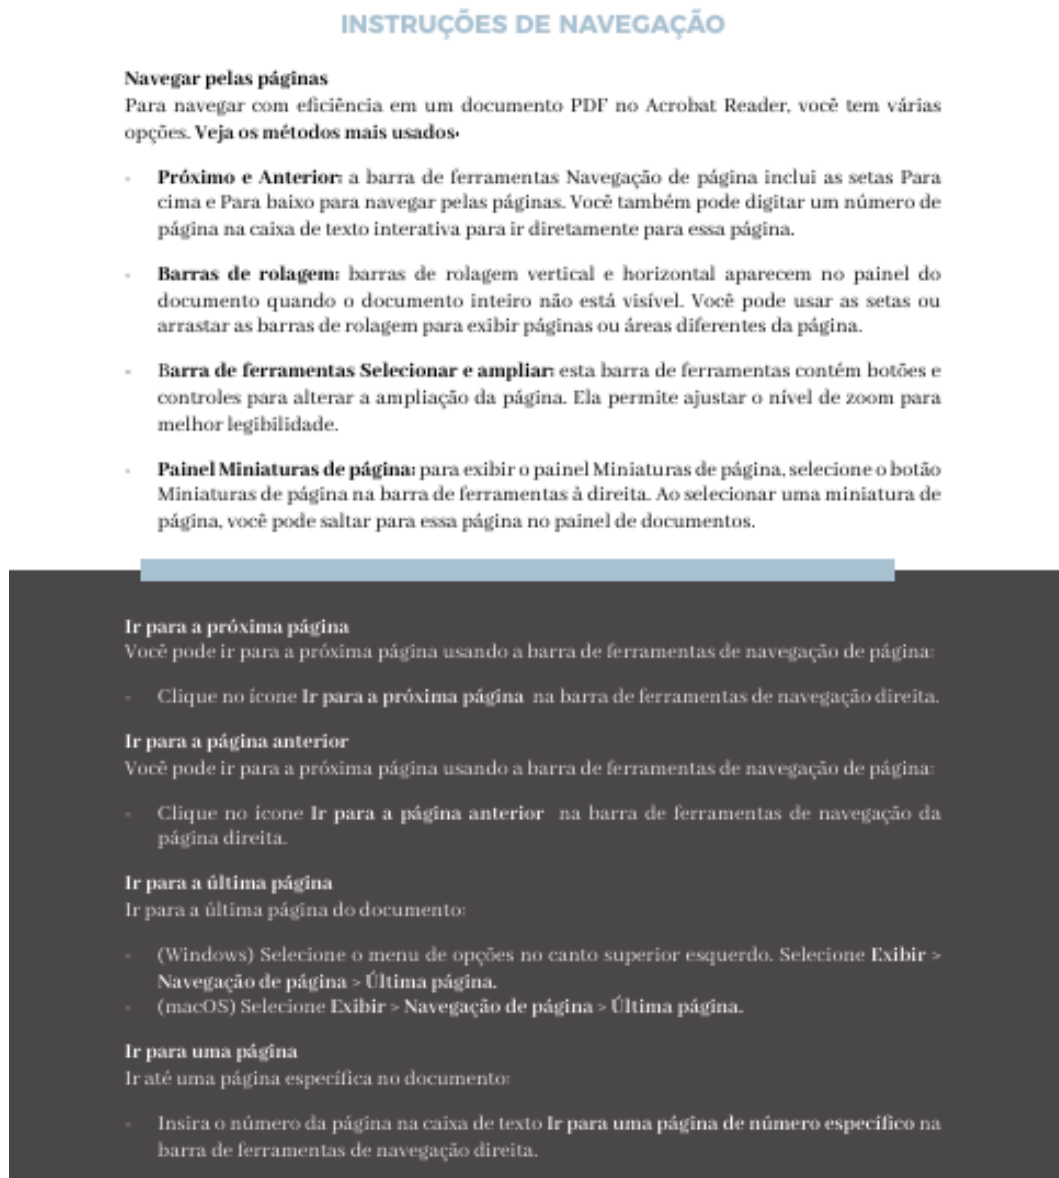 INSTRUÇÕES DE NAVEGAÇÃO
Navegar pelas páginas
Para navegar com eficiência em um documento PDF no Acrobat Reader, você tem várias
opções. Veja os métodos mais usados:
- Próximo e Anterior: a barra de ferramentas Navegação de página inclui as setas Para
cima e Para baixo para navegar pelas páginas. Você também pode digitar um número de
página na caixa de texto interativa para ir diretamente para essa página.
- Barras de rolagem: barras de rolagem vertical e horizontal aparecem no painel do
documento quando o documento inteiro não está visível. Você pode usar as setas ou
arrastar as barras de rolagem para exibir páginas ou áreas diferentes da página.
- Barra de ferramentas Selecionar e ampliar: esta barra de ferramentas contém botões e
controles para alterar a ampliação da página. Ela permite ajustar o nível de zoom para
melhor legibilidade.
- Painel Miniaturas de página: para exibir o painel Miniaturas de página, selecione o botão
Miniaturas de página na barra de ferramentas à direita. Ao selecionar uma miniatura de
página, você pode saltar para essa página no painel de documentos.
Ir para a próxima página
Você pode ir para a próxima página usando a barra de ferramentas de navegação de página:
- Clique no ícone Ir para a próxima página na barra de ferramentas de navegação direita.
Ir para a página anterior
Você pode ir para a próxima página usando a barra de ferramentas de navegação de página:
- Clique no ícone Ir para a página anterior na barra de ferramentas de navegação da
página direita.
Ir para a última página
Ir para a última página do documento:
- (Windows) Selecione o menu de opções no canto superior esquerdo. Selecione Exibir >
Navegação de página > Última página.
- (macOS) Selecione Exibir > Navegação de página > Última página.
Ir para uma página
Ir até uma página específica no documento:
- Insira o número da página na caixa de texto Ir para uma página de número específico na
barra de ferramentas de navegação direita.